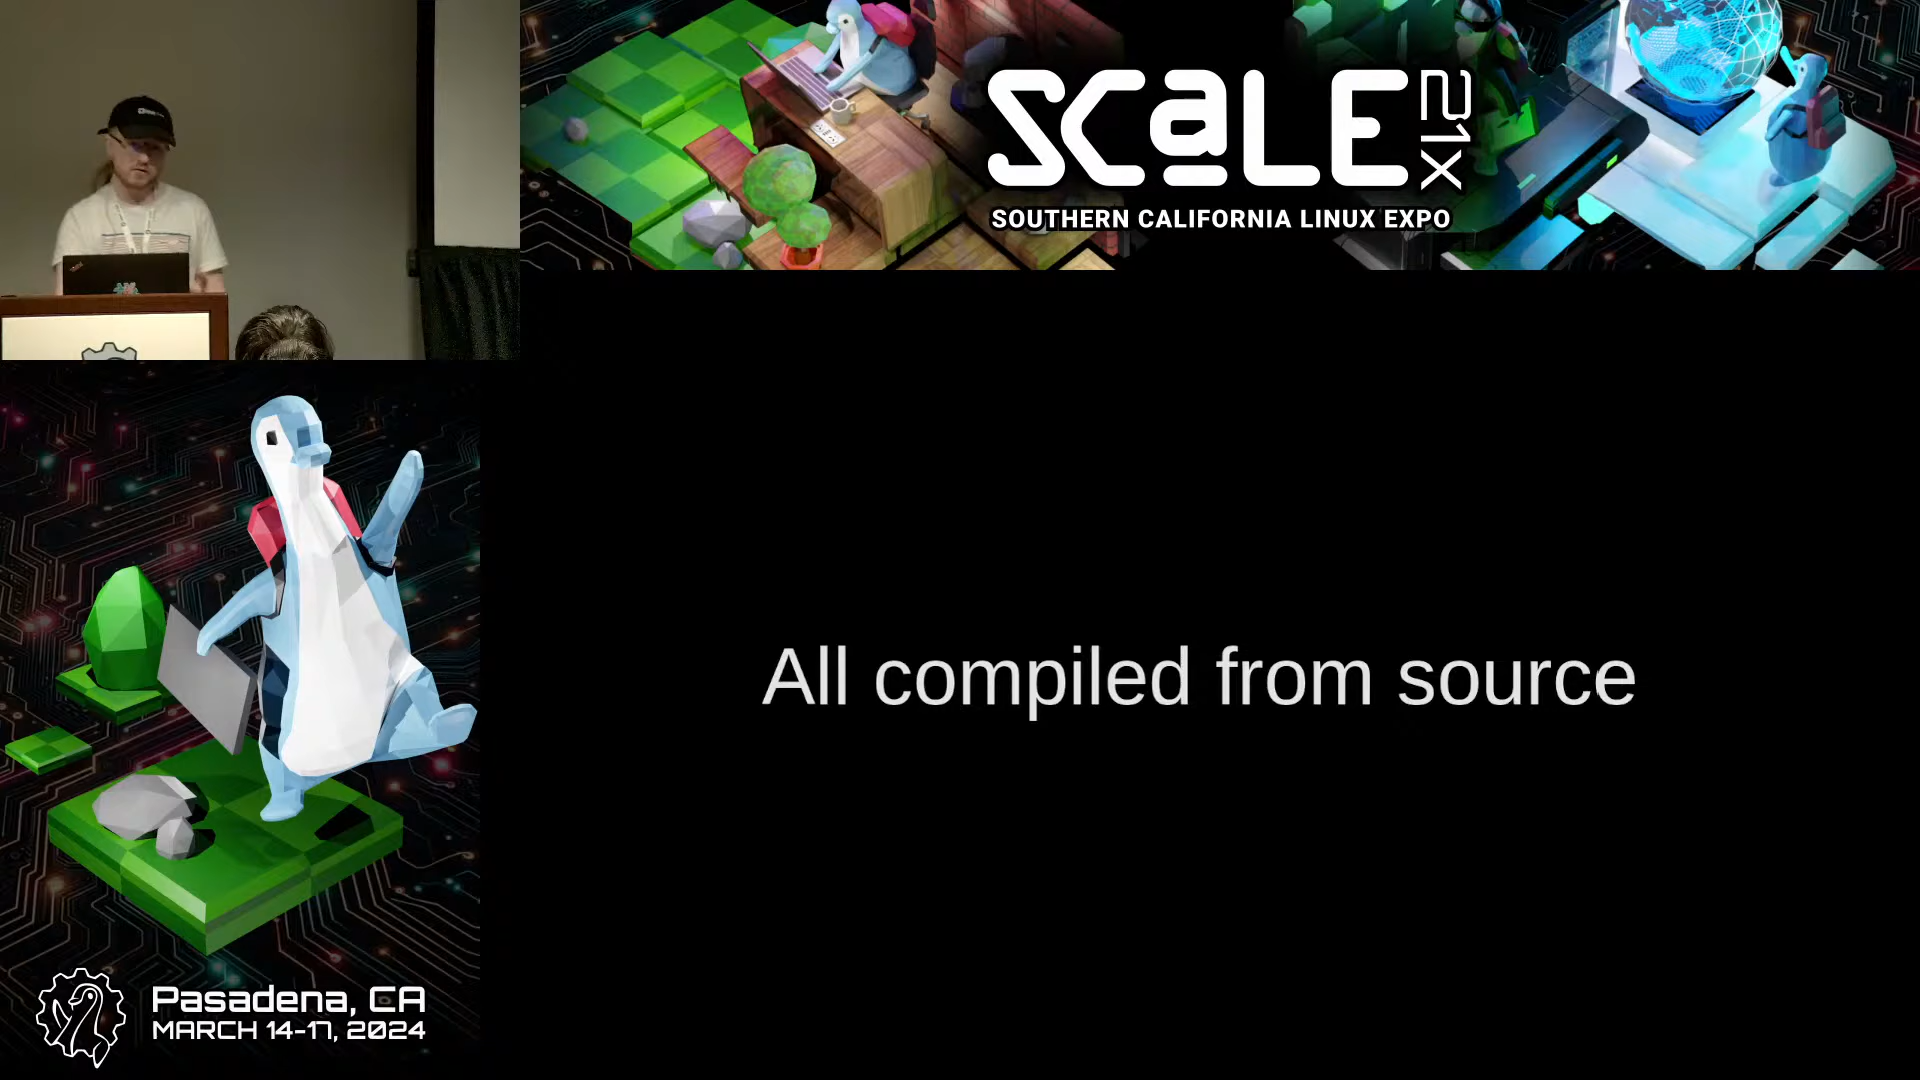 SCaLE 21X
SOUTHERN CALIFORNIA LINUX EXPO
All compiled from source
Pasadena, CA
MARCH 14-17, 2024